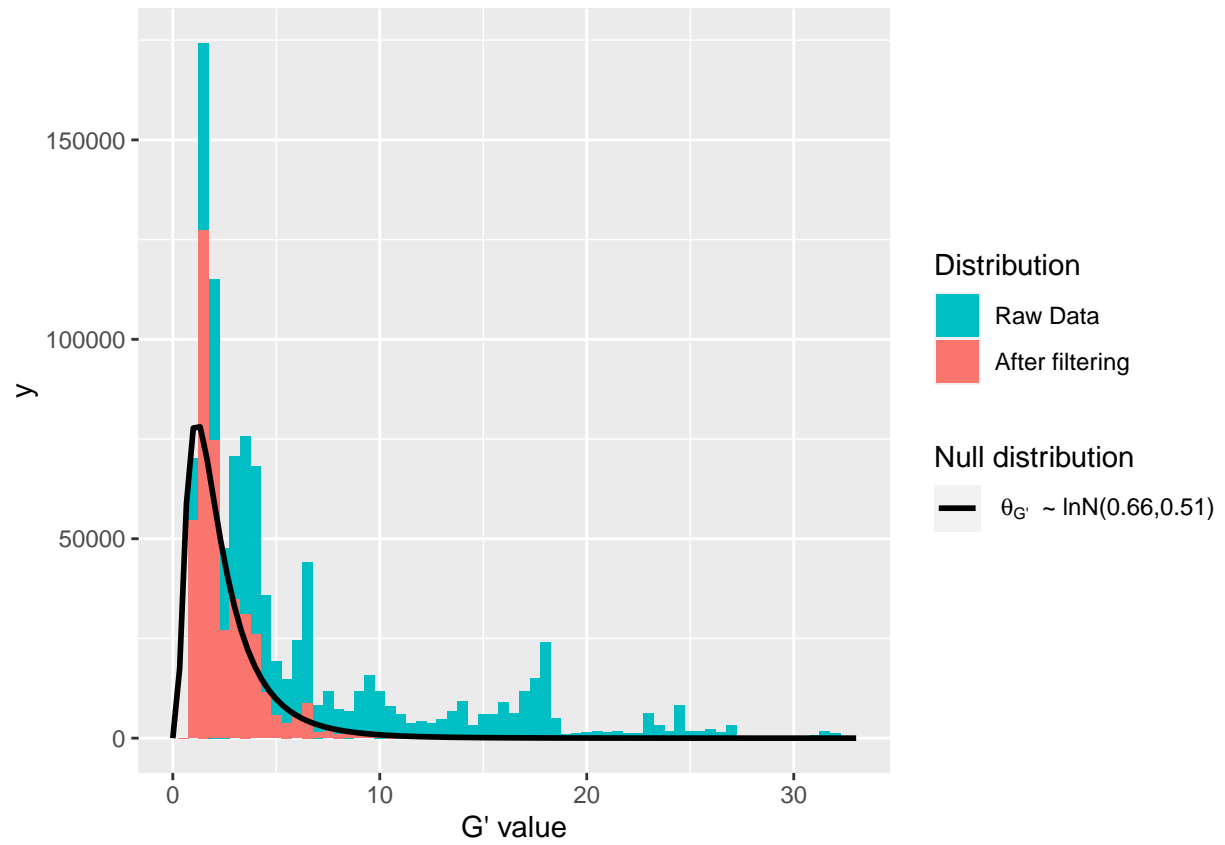 150000
100000
50000
0
y
0 10 20 30
G' value
Distribution
Raw Data
After filtering
Null distribution
θG' ~ lnN(0.66,0.51)